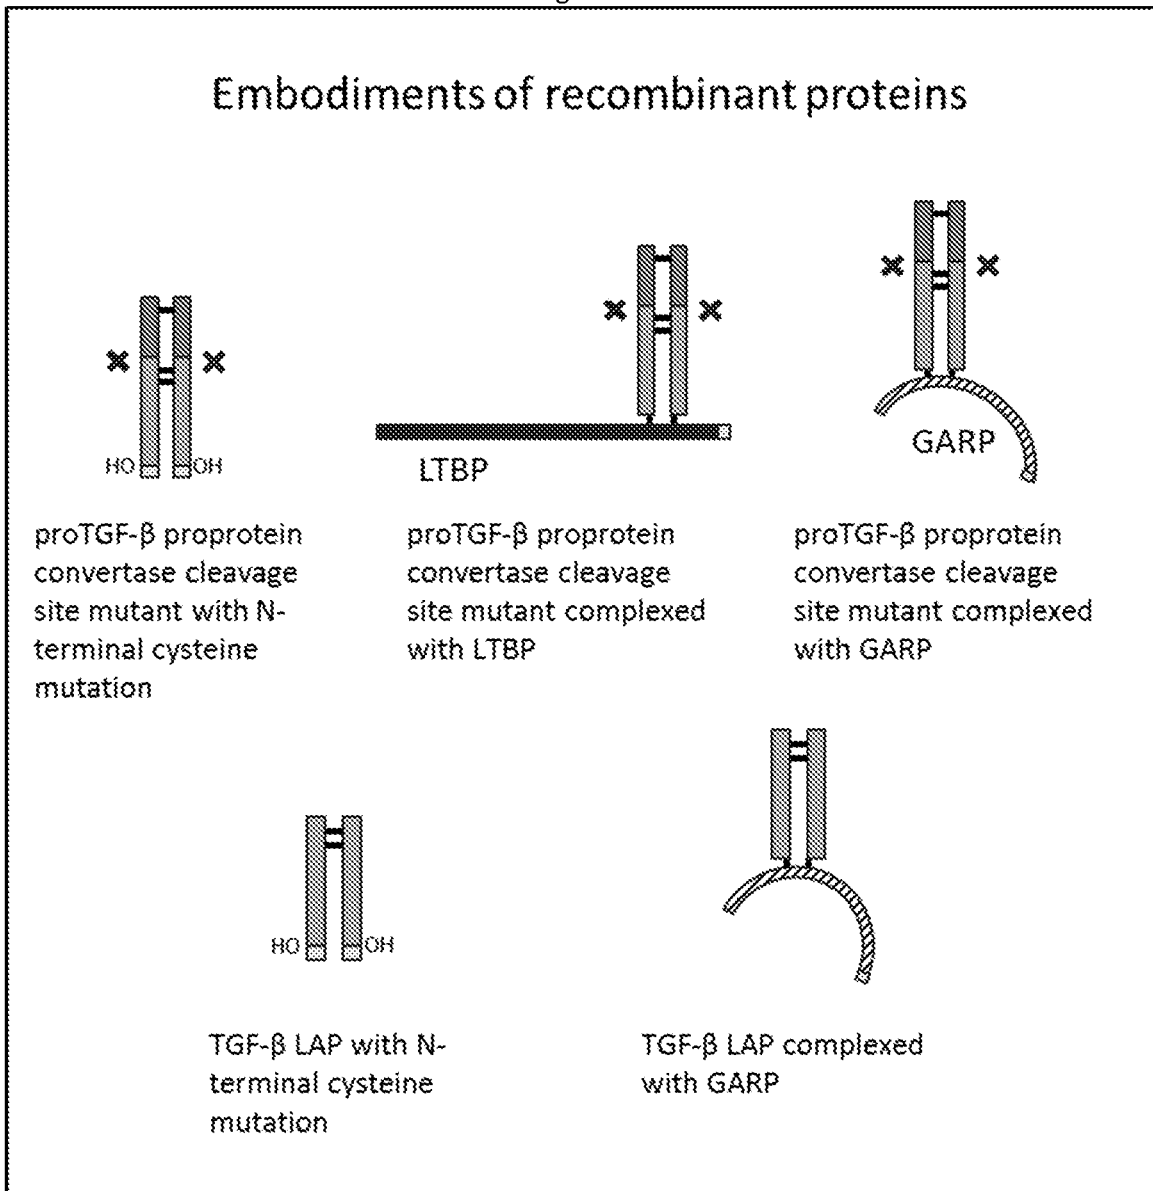 Embodiments of recombinant proteins
HO
OH
LTBP
GARP
proTGF-β proprotein
convertase cleavage
site mutant with N-
terminal cysteine
mutation
proTGF-β proprotein
convertase cleavage
site mutant complexed
with LTBP
proTGF-β proprotein
convertase cleavage
site mutant complexed
with GARP
HO
OH
TGF-β LAP with N-
terminal cysteine
mutation
TGF-β LAP complexed
with GARP